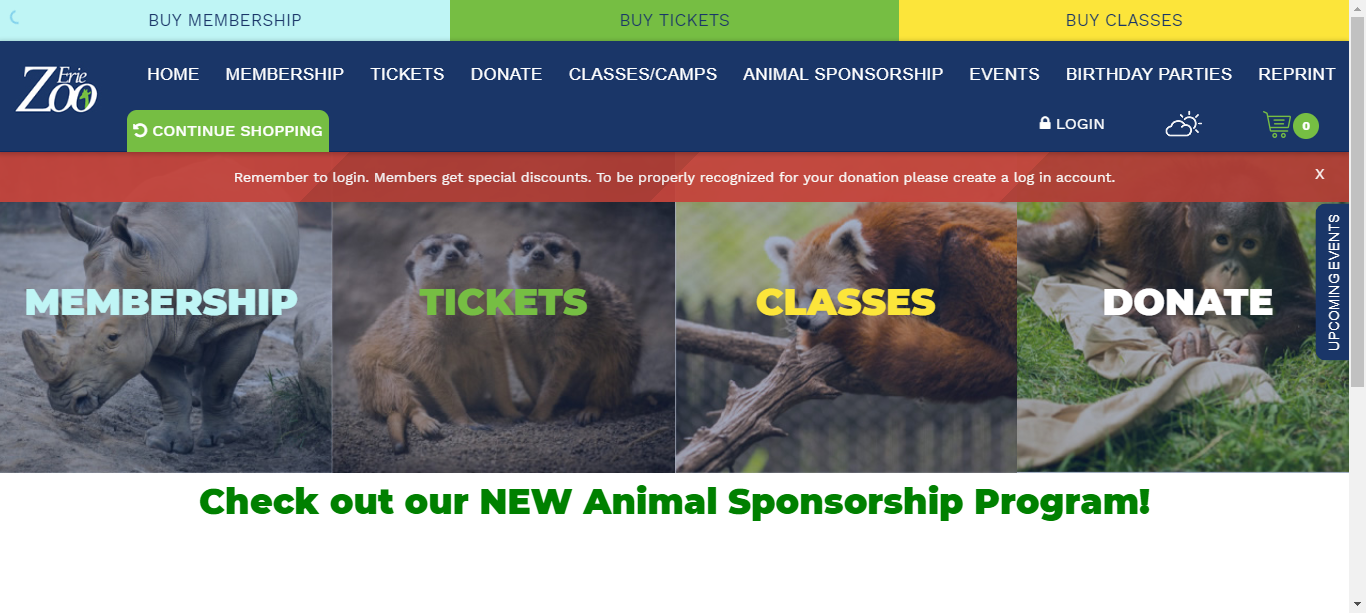 BUY MEMBERSHIP
BUY TICKETS
BUY CLASSES
Erie
Zoo
HOME MEMBERSHIP TICKETS DONATE CLASSES/CAMPS ANIMAL SPONSORSHIP EVENTS BIRTHDAY PARTIES REPRINT
CONTINUE SHOPPING
LOGIN
0
Remember to login. Members get special discounts. To be properly recognized for your donation please create a log in account.
X
UPCOMING EVENTS
MEMBERSHIP
TICKETS
CLASSES
DONATE
Check out our NEW Animal Sponsorship Program!